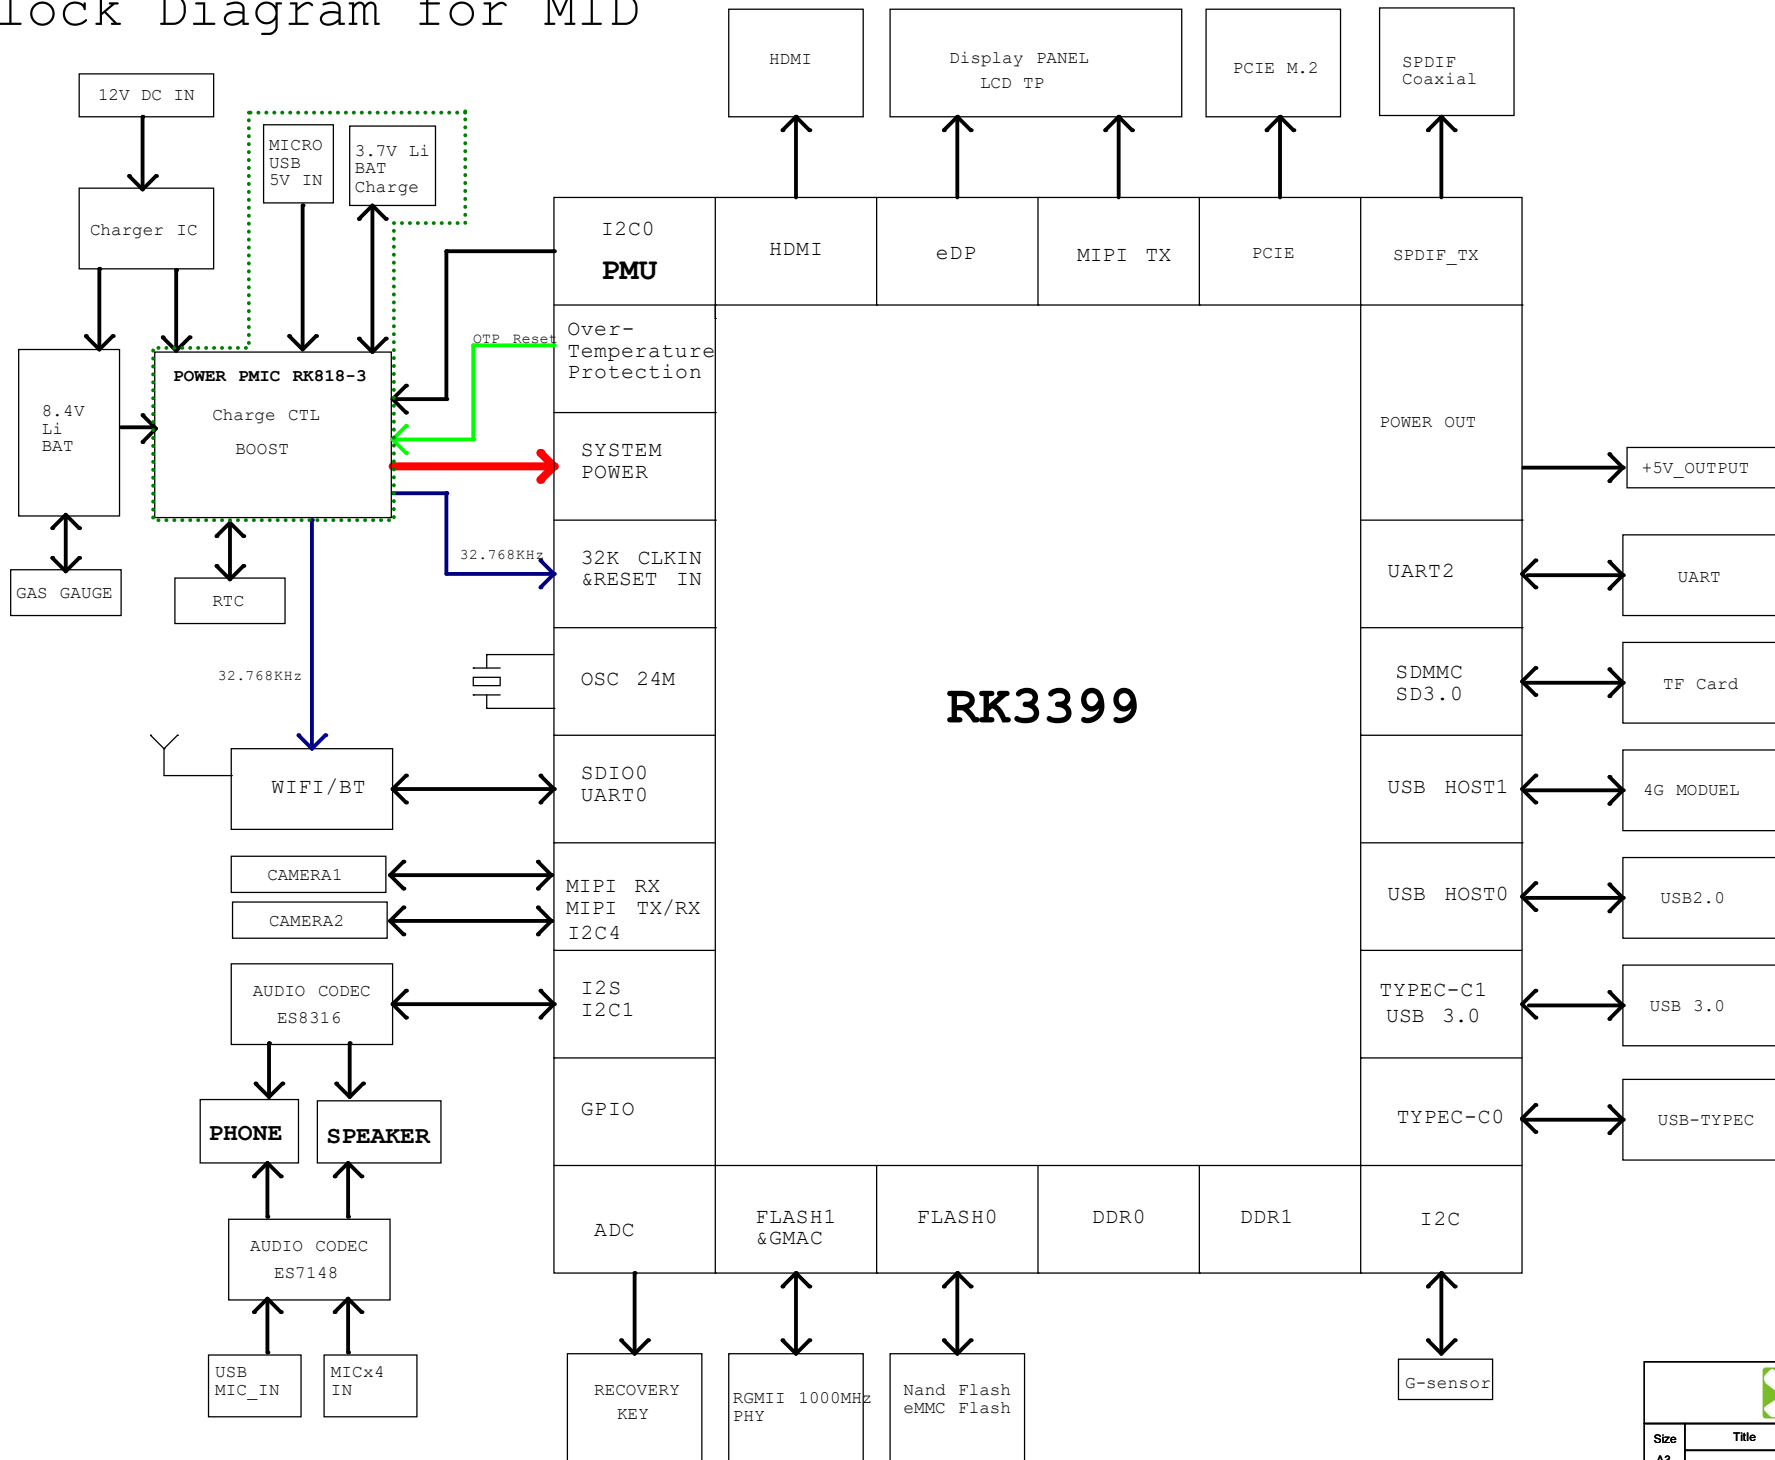 lock Diagram for MID
12V DC IN
MICRO
USB
5V IN
3.7V Li
BAT
Charge
Charger IC
HDMI
Display PANEL
LCD TP
PCIE M.2
SPDIF
Coaxial
I2C0
PMU
HDMI
eDP
MIPI TX
PCIE
SPDIF_TX
OTP Reset
Over-
Temperature
Protection
POWER PMIC RK818-3
Charge CTL
BOOST
8.4V
Li
BAT
SYSTEM
POWER
POWER OUT
+5V_OUTPUT
32.768KHz
32K CLKIN
&RESET IN
GAS GAUGE
RTC
UART2
UART
32.768KHz
OSC 24M
RK3399
SDMMC
SD3.0
TF Card
WIFI/BT
SDIO0
UART0
USB HOST1
4G MODUEL
CAMERA1
CAMERA2
MIPI RX
MIPI TX/RX
I2C4
USB HOST0
USB2.0
AUDIO CODEC
ES8316
I2S
I2C1
TYPEC-C1
USB 3.0
USB 3.0
PHONE
SPEAKER
GPIO
TYPEC-C0
USB-TYPEC
AUDIO CODEC
ES7148
ADC
FLASH1
&GMAC
FLASH0
DDR0
DDR1
I2C
USB
MIC_IN
MICx4
IN
RECOVERY
KEY
RGMII 1000MHz
PHY
Nand Flash
eMMC Flash
G-sensor
Size
Title
A3